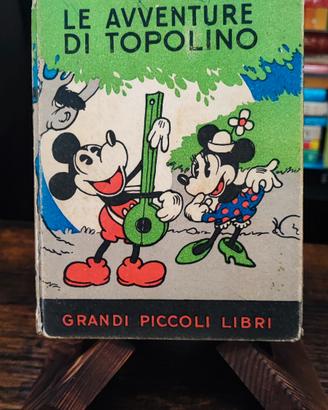 LE AVVENTURE
DI TOPOLINO
GRANDI PICCOLI LIBRI